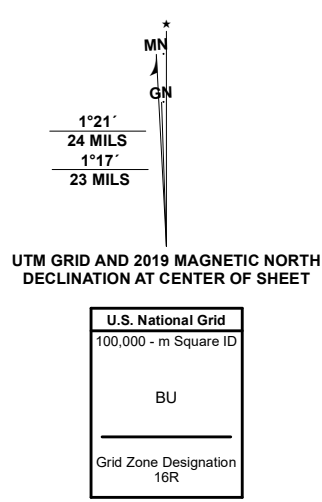 MN
GN
1°21´
24 MILS
1°17´
23 MILS
UTM GRID AND 2019 MAGNETIC NORTH
DECLINATION AT CENTER OF SHEET
U.S. National Grid
100,000 - m Square ID
BU
Grid Zone Designation
16R